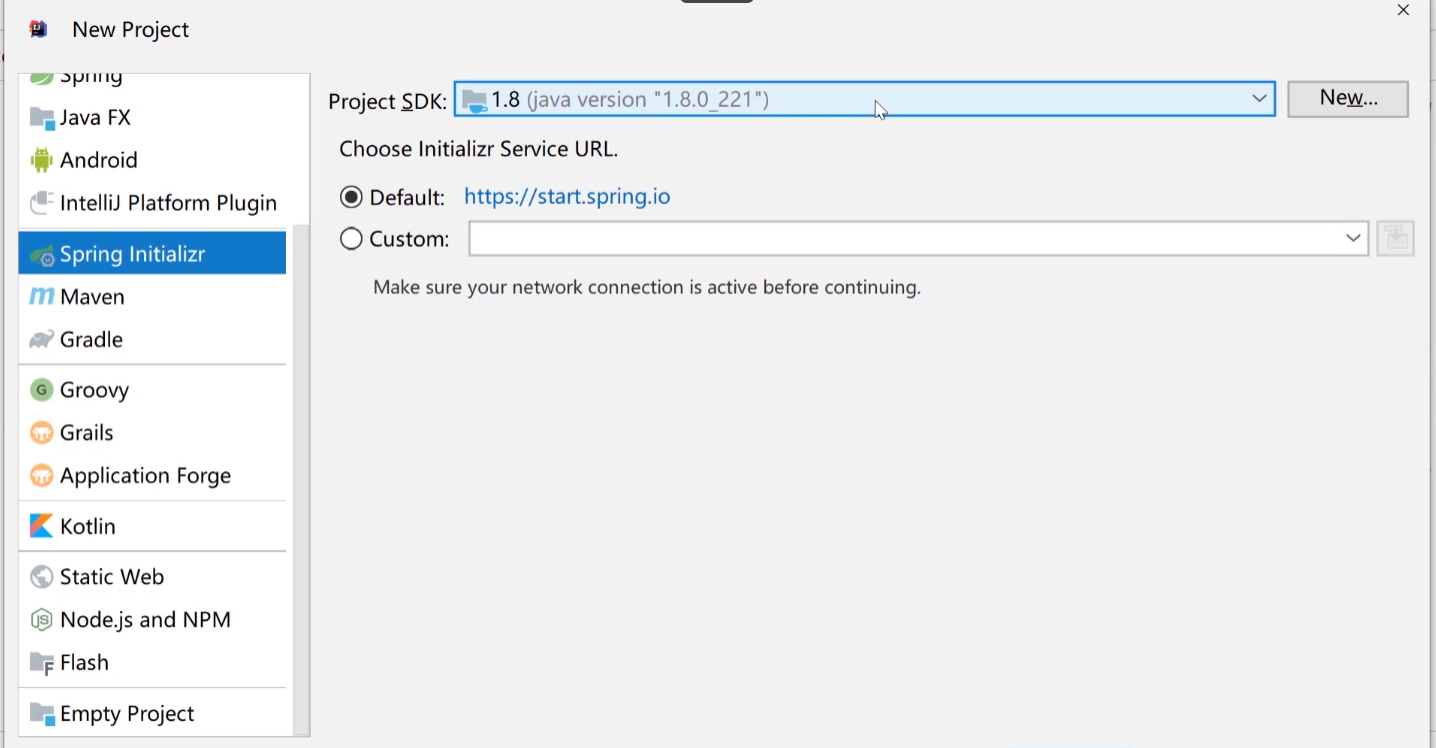 New Project
Spring
Java FX
Android
IntelliJ Platform Plugin
Spring Initializr
Maven
Gradle
Groovy
Grails
Application Forge
Kotlin
Static Web
Node.js and NPM
Flash
Empty Project
Project SDK: 1.8 (java version "1.8.0_221") New...
Choose Initializr Service URL.
Default: https://start.spring.io
Custom:
Make sure your network connection is active before continuing.